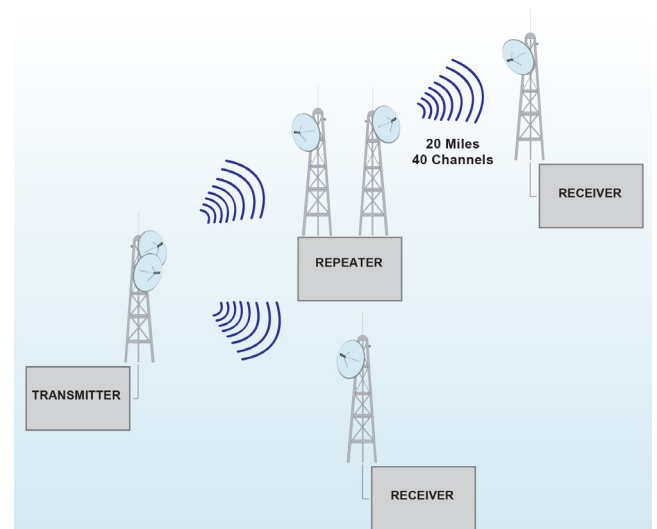 20 Miles
40 Channels
RECEIVER
REPEATER
TRANSMITTER
RECEIVER